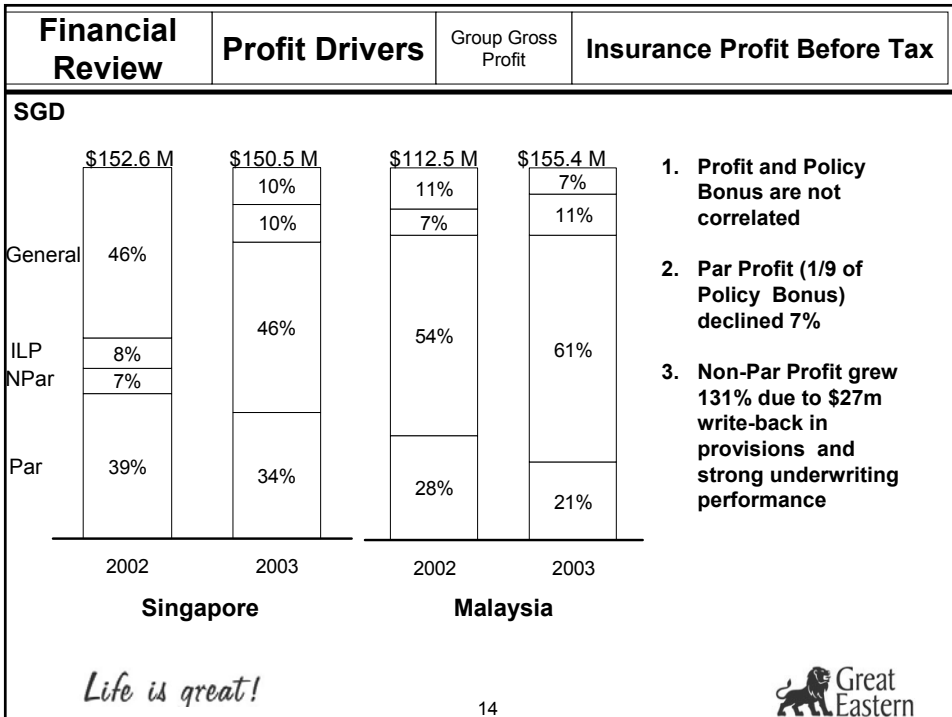 Financial
Review
Profit Drivers
Group Gross
Profit
Insurance Profit Before Tax
SGD
$152.6 M
$150.5 M
$112.5 M
$155.4 M
General
ILP
NPar
Par
46%
8%
7%
39%
10%
10%
46%
34%
11%
7%
54%
28%
7%
11%
61%
21%
2002
2003
2002
2003
Singapore
Malaysia
1. Profit and Policy
Bonus are not
correlated
2. Par Profit (1/9 of
Policy Bonus)
declined 7%
3. Non-Par Profit grew
131% due to $27m
write-back in
provisions and
strong underwriting
performance
Life is great!
14
Great
Eastern